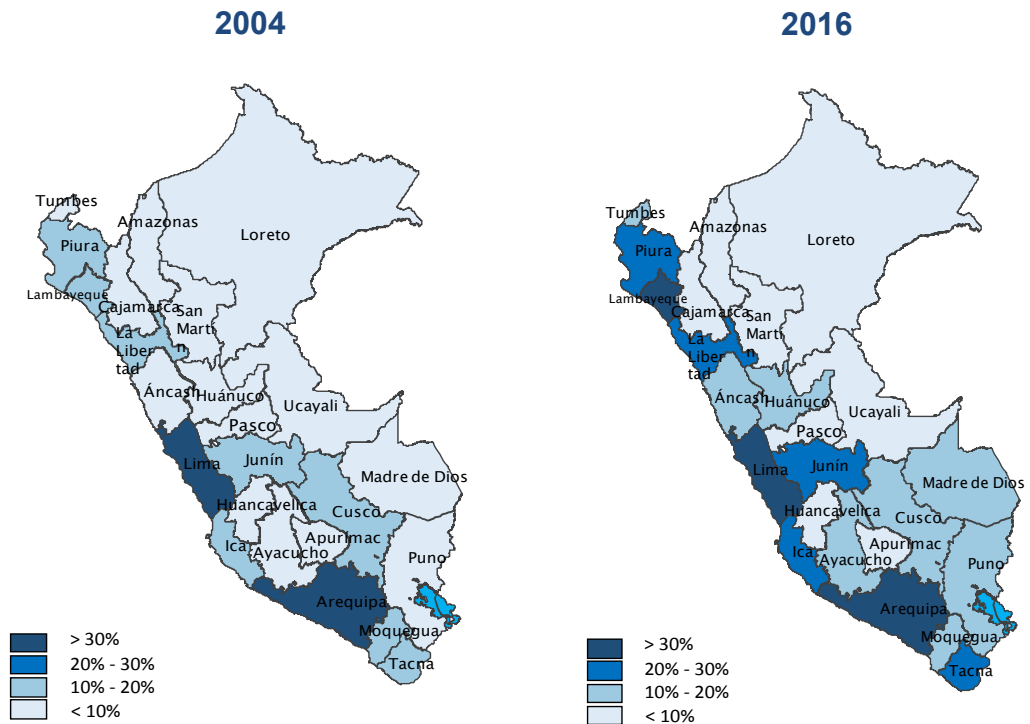 2004
Tumbes
Amazonas
Loreto
Piura
Lambayeque
Cajamarca
San
Martí
n
La
Liber
tad
Áncash
Huánuco
Ucayali
Pasco
Lima
Junín
Madre de Dios
Huancavelica
Cusco
Ica
Ayacucho
Apurímac
Puno
Arequipa
Moquegua
Tacna
> 30%
20% - 30%
10% - 20%
< 10%
2016
Tumbes
Amazonas
Loreto
Piura
Lambayeque
Cajamarca
San
Martí
n
La
Liber
tad
Áncash
Huánuco
Ucayali
Pasco
Lima
Junín
Madre de Dios
Huancavelica
Cusco
Ica
Ayacucho
Apurímac
Puno
Arequipa
Moquegua
Tacna
> 30%
20% - 30%
10% - 20%
< 10%